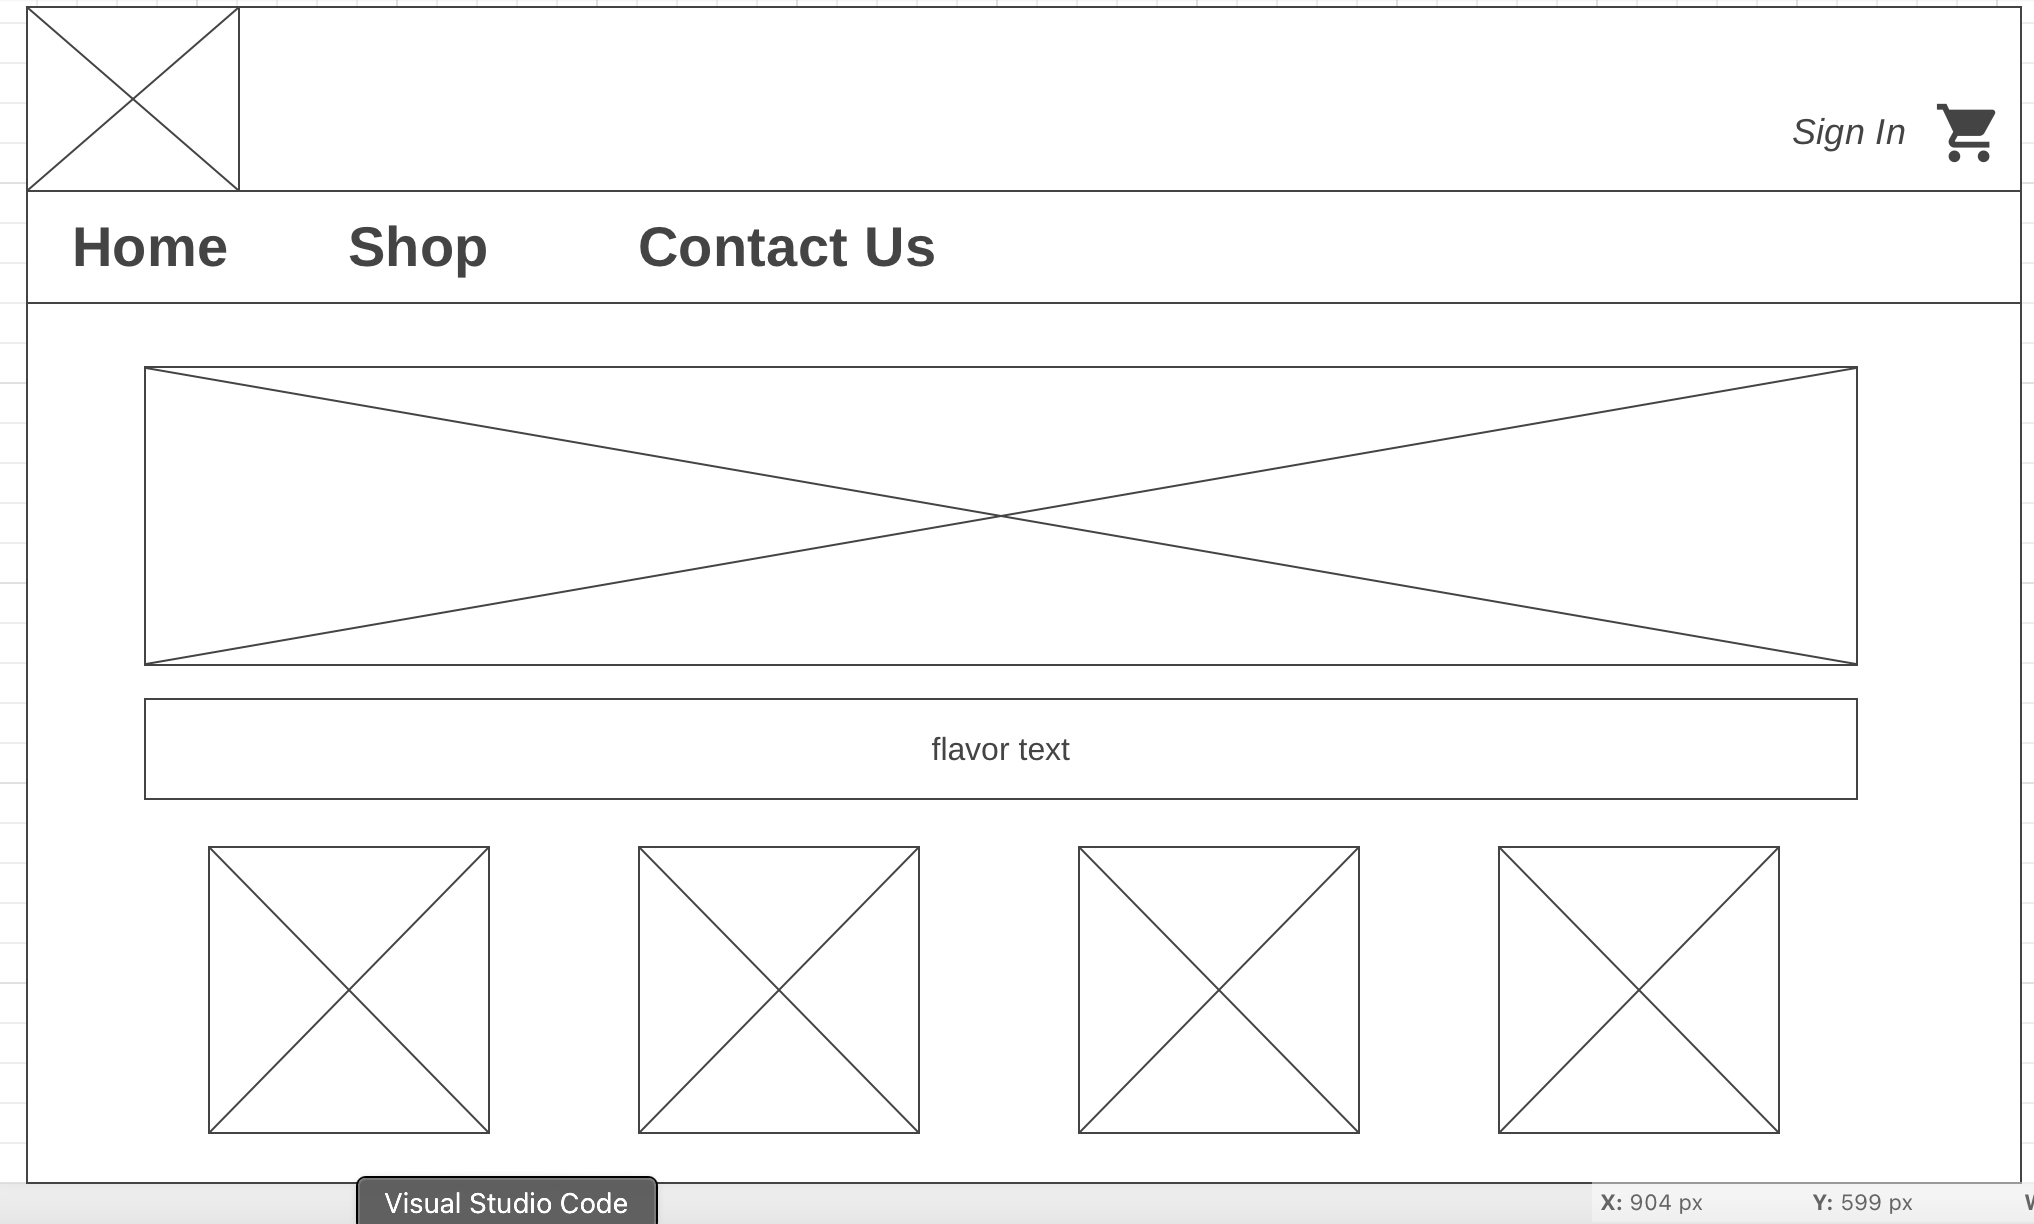 Sign In
Home Shop Contact Us
flavor text
Visual Studio Code
X: 904 px Y: 599 px